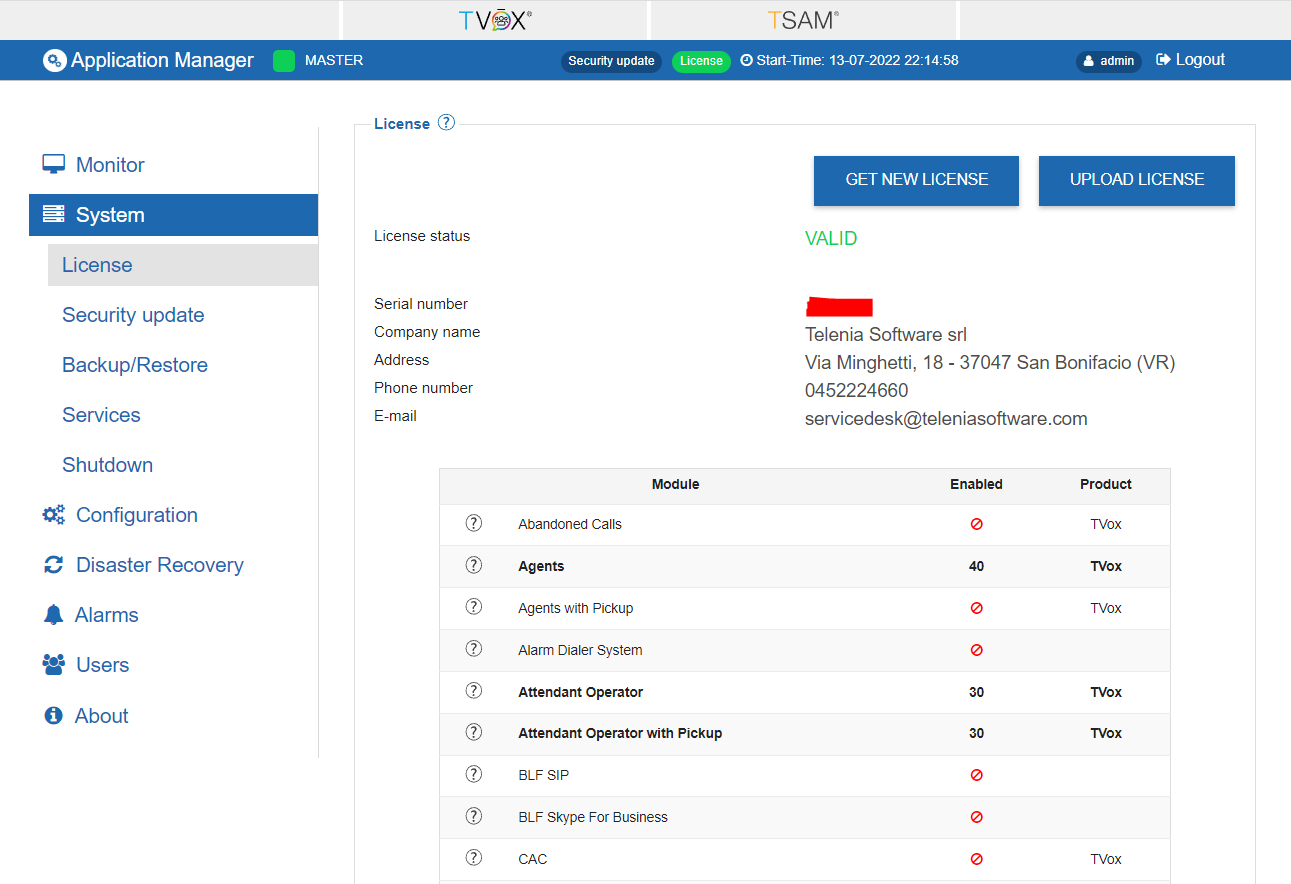 TVOX®
TSAM®
Application Manager MASTER Security update License Start-Time: 13-07-2022 22:14:58 admin Logout
Monitor
System
License
Security update
Backup/Restore
Services
Shutdown
Configuration
Disaster Recovery
Alarms
Users
About
License ?
GET NEW LICENSE UPLOAD LICENSE
License status VALID
Serial number
Company name Telenia Software srl
Address Via Minghetti, 18 - 37047 San Bonifacio (VR)
Phone number 0452224660
E-mail servicedesk@teleniasoftware.com
Module Enabled Product
? Abandoned Calls TVox
? Agents 40 TVox
? Agents with Pickup TVox
? Alarm Dialer System
? Attendant Operator 30 TVox
? Attendant Operator with Pickup 30 TVox
? BLF SIP
? BLF Skype For Business
? CAC TVox